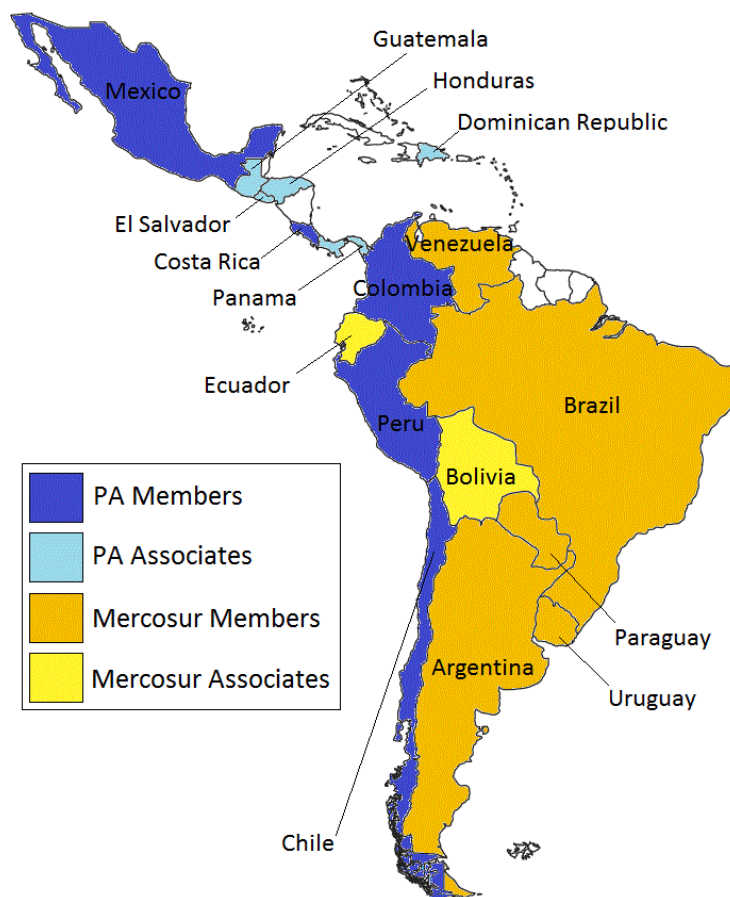 Guatemala
Honduras
Mexico
Dominican Republic
El Salvador
Venezuela
Costa Rica
Colombia
Panama
Ecuador
Brazil
Peru
Bolivia
PA Members
PA Associates
Mercosur Members
Paraguay
Argentina
Mercosur Associates
Uruguay
Chile